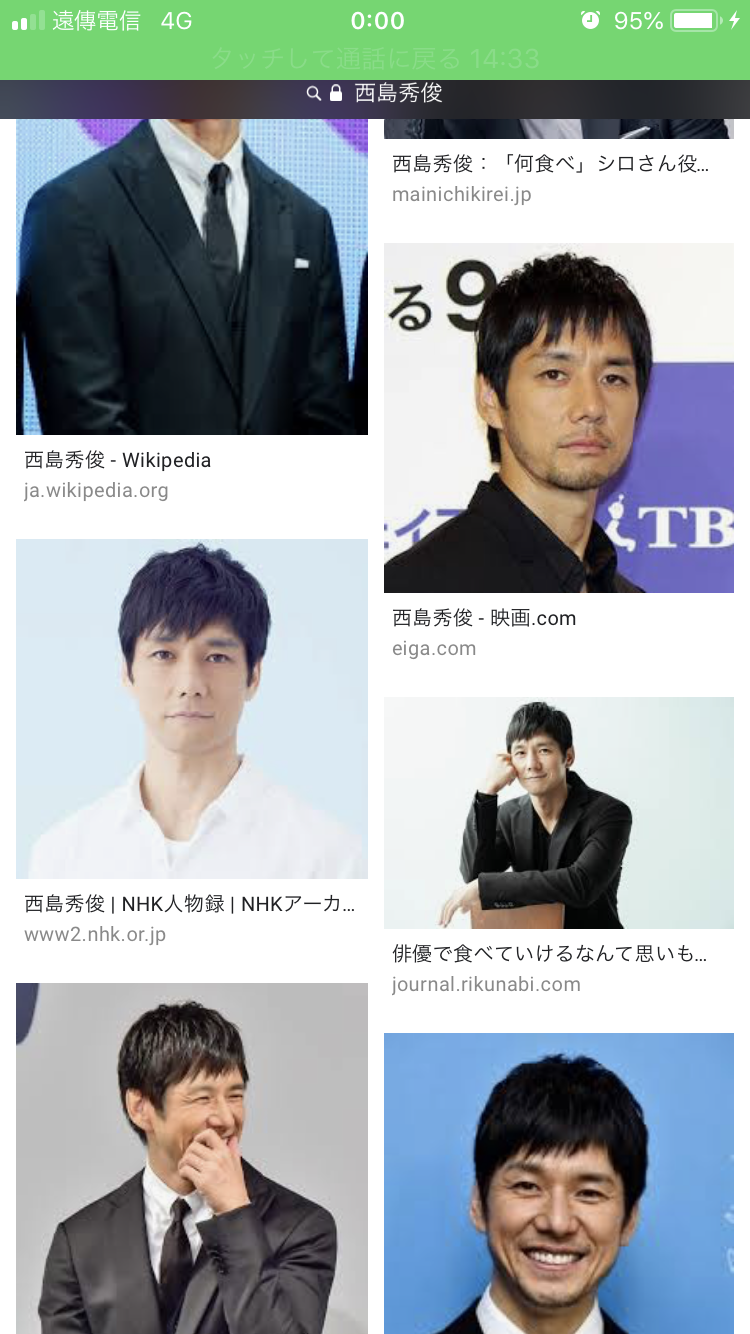 遠傳電信 4G 0:00 95%
タッチして通話に戻る 14:33
西島秀俊
西島秀俊 - Wikipedia
ja.wikipedia.org
西島秀俊 | NHK人物録 | NHKアーカ...
www2.nhk.or.jp
西島秀俊：「何食べ」シロさん役...
mainichikirei.jp
る9
TB
西島秀俊 - 映画.com
eiga.com
俳優で食べていけるなんて思いも...
journal.rikunabi.com